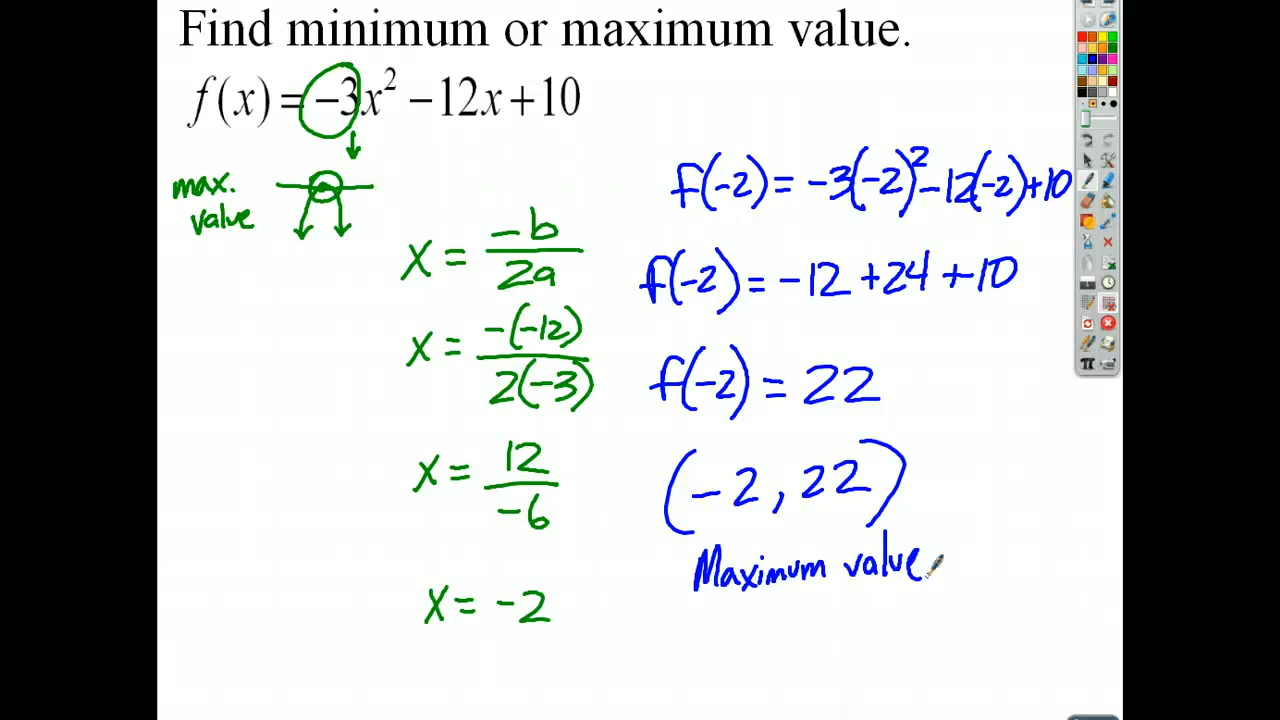 Find minimum or maximum value.
f(x) = -3x² - 12x + 10
max.
value
x = -b / 2a
x = -(-12) / 2(-3)
x = 12 / -6
x = -2
f(-2) = -3(-2)² - 12(-2) + 10
f(-2) = -12 + 24 + 10
f(-2) = 22
(-2, 22)
Maximum value